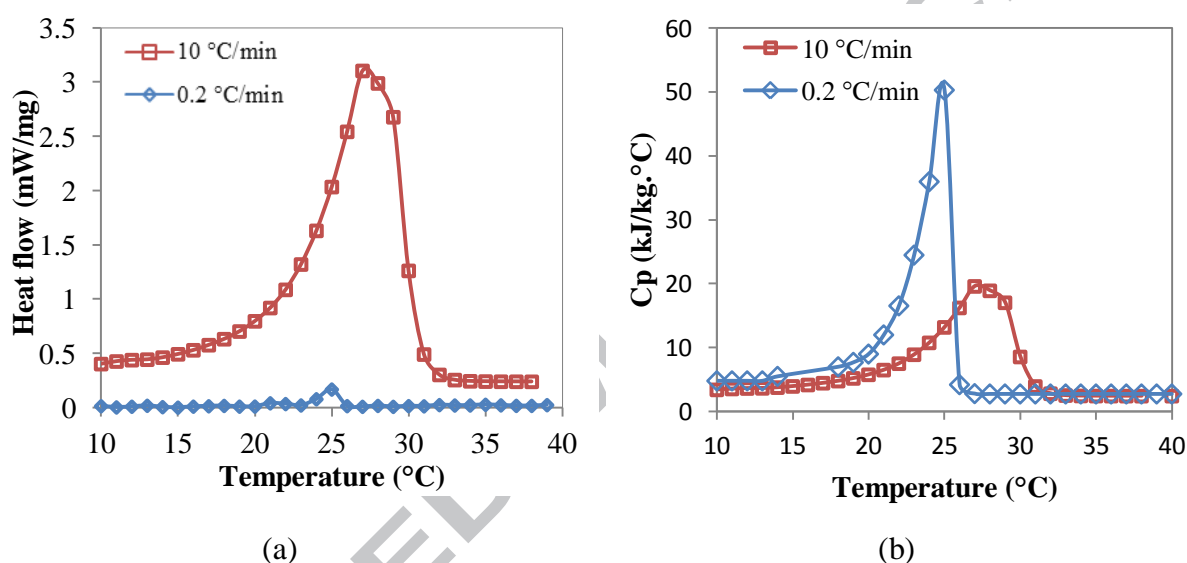 3.5
3
2.5
2
1.5
1
0.5
0
10 °C/min
0.2 °C/min
Heat flow (mW/mg)
10 15 20 25 30 35 40
Temperature (°C)
(a)
60
50
40
30
20
10
0
10 °C/min
0.2 °C/min
Cp (kJ/kg.°C)
10 15 20 25 30 35 40
Temperature (°C)
(b)